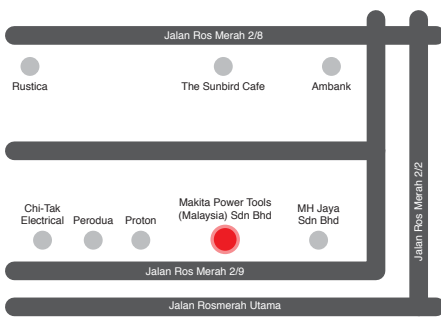 Jalan Ros Merah 2/8
Rustica
The Sunbird Cafe
Ambank
Jalan Ros Merah 2/2
Chi-Tak
Electrical
Perodua
Proton
Makita Power Tools
(Malaysia) Sdn Bhd
MH Jaya
Sdn Bhd
Jalan Ros Merah 2/9
Jalan Rosmerah Utama